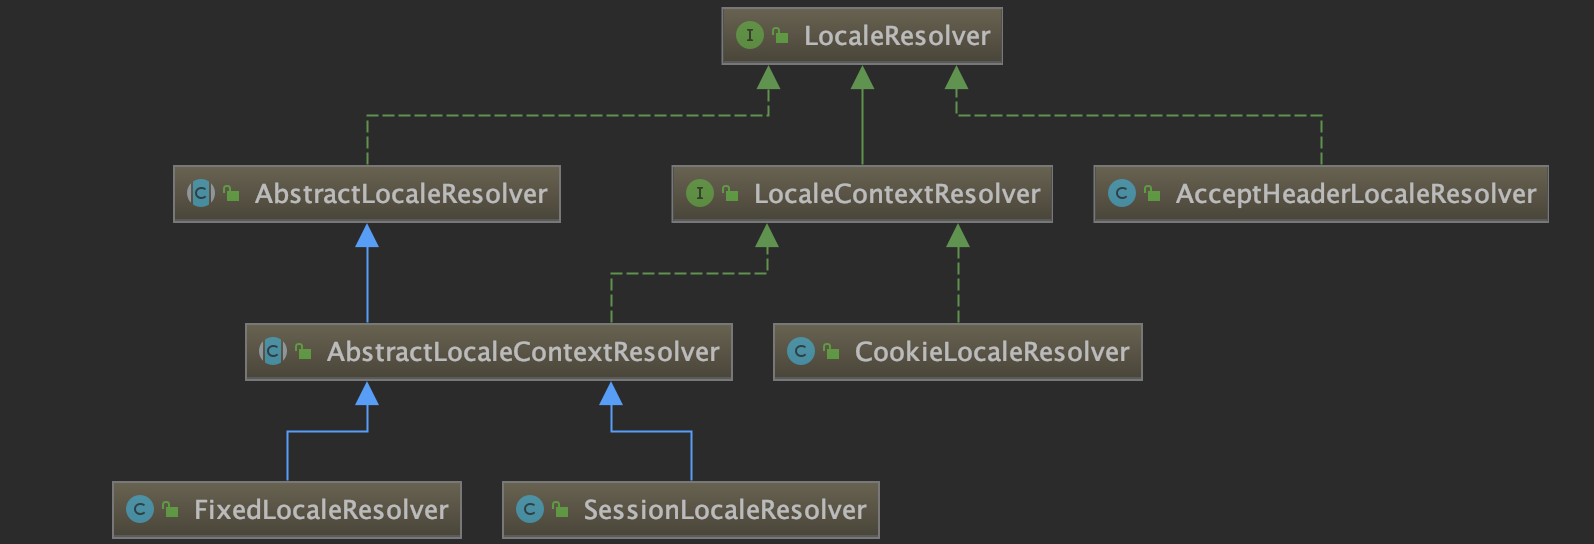 I LocaleResolver
C AbstractLocaleResolver
I LocaleContextResolver
C AcceptHeaderLocaleResolver
C AbstractLocaleContextResolver
C CookieLocaleResolver
C FixedLocaleResolver
C SessionLocaleResolver